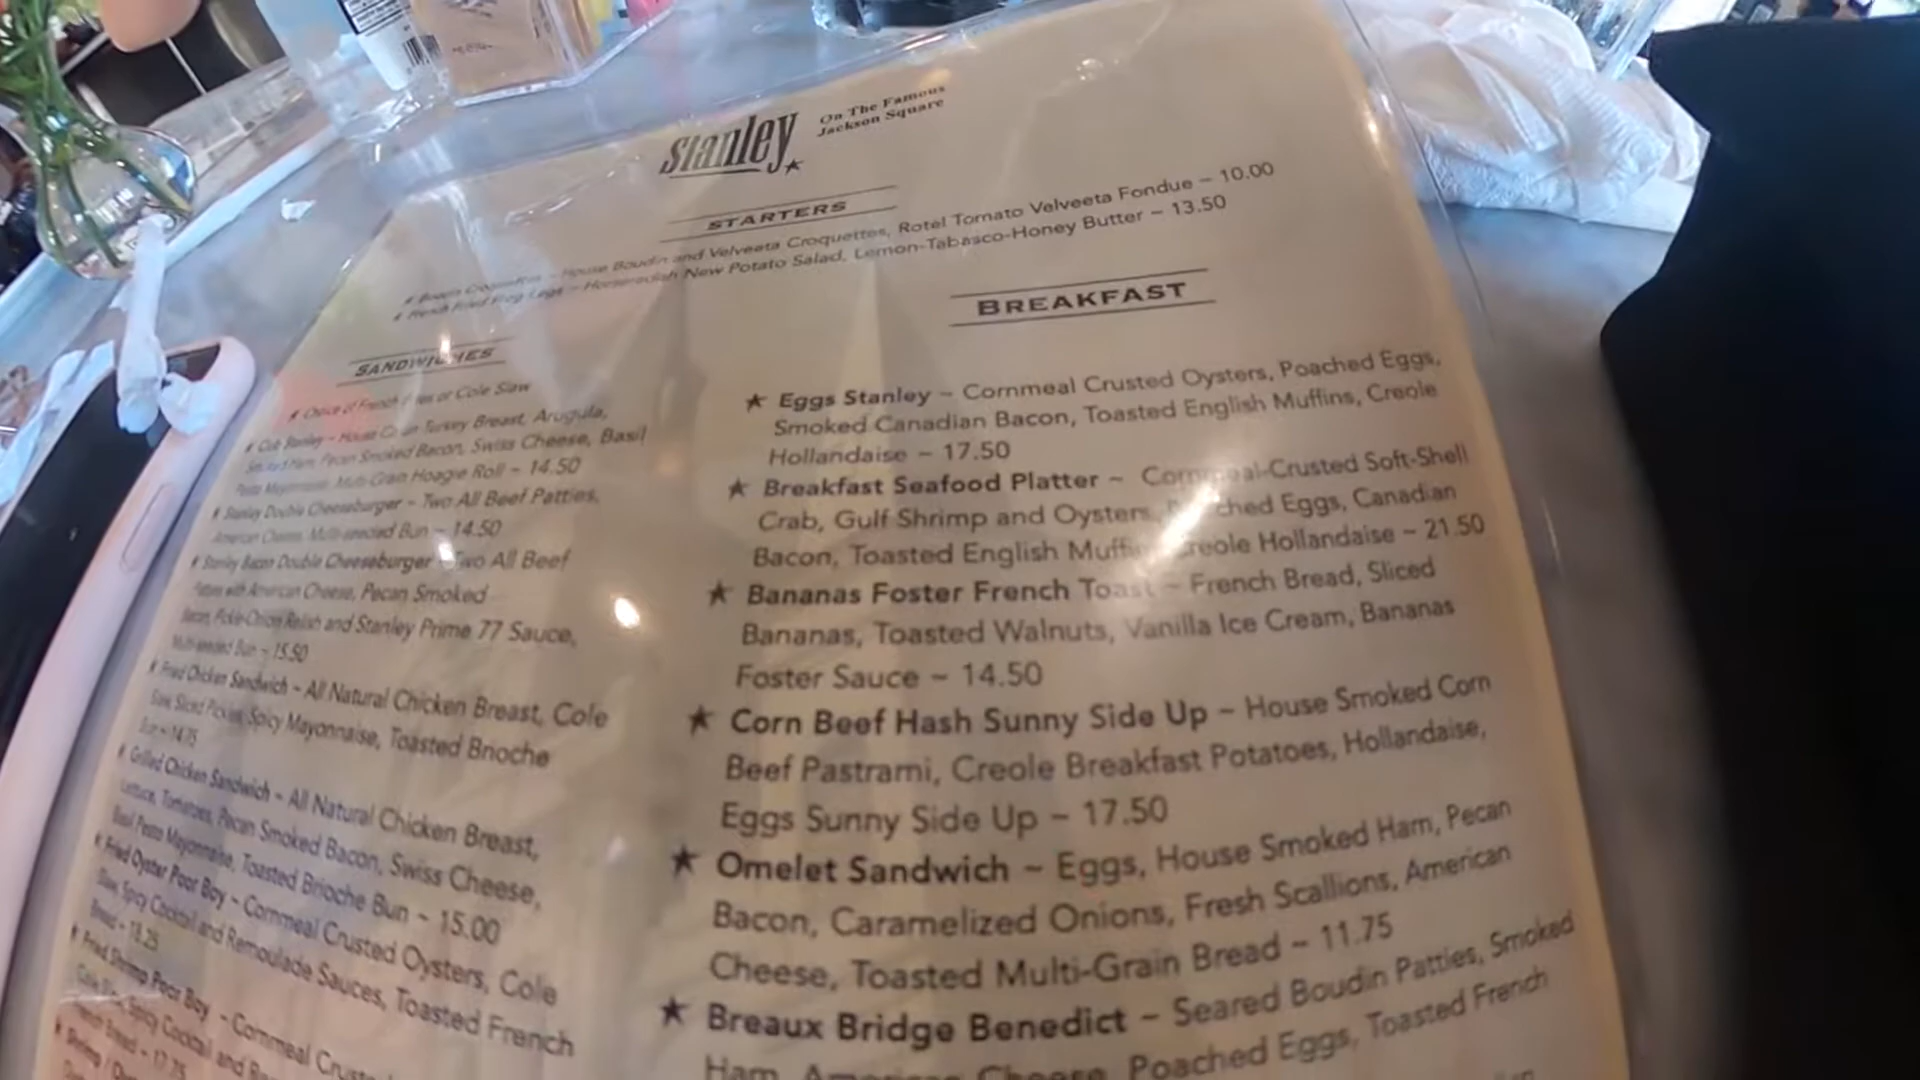 Stanley
On The Famous
Jackson Square
STARTERS
★ Boudin Croquettes ~ House Boudin and Velveeta Croquettes, Rotel Tomato Velveeta Fondue ~ 10.00
★ French Fried Frog Legs ~ Horseradish New Potato Salad, Lemon-Tabasco-Honey Butter ~ 13.50
SANDWICHES
★ Choice of French Fries or Cole Slaw
★ Club Stanley ~ House Turkey Breast, Arugula,
Smoked Ham, Pecan Smoked Bacon, Swiss Cheese, Basil
Pesto Mayonnaise, Multi-Grain Hoagie Roll ~ 14.50
★ Stanley Double Cheeseburger ~ Two All Beef Patties,
American Cheese, Multi-seeded Bun ~ 14.50
★ Stanley Bacon Double Cheeseburger ~ Two All Beef
Patties with American Cheese, Pecan Smoked
Bacon, Pickle-Onion Relish and Stanley Prime 77 Sauce,
Multi-seeded Bun ~ 15.50
★ Fried Chicken Sandwich ~ All Natural Chicken Breast, Cole
Slaw, Sliced Pickles, Spicy Mayonnaise, Toasted Brioche
Bun ~ 14.75
★ Grilled Chicken Sandwich ~ All Natural Chicken Breast,
Lettuce, Tomatoes, Pecan Smoked Bacon, Swiss Cheese,
Basil Pesto Mayonnaise, Toasted Brioche Bun ~ 15.00
★ Fried Oyster Poor Boy ~ Cornmeal Crusted Oysters, Cole
Slaw, Spicy Cocktail and Remoulade Sauces, Toasted French
Bread ~ 18.25
★ Fried Shrimp Poor Boy ~ Cornmeal
Cole Slaw, Spicy Cocktail and
French Bread ~ 17.75
★ Shrimp /
BREAKFAST
★ Eggs Stanley ~ Cornmeal Crusted Oysters, Poached Eggs,
Smoked Canadian Bacon, Toasted English Muffins, Creole
Hollandaise ~ 17.50
★ Breakfast Seafood Platter ~ Cornmeal-Crusted Soft-Shell
Crab, Gulf Shrimp and Oysters, Poached Eggs, Canadian
Bacon, Toasted English Muffin, Creole Hollandaise ~ 21.50
★ Bananas Foster French Toast ~ French Bread, Sliced
Bananas, Toasted Walnuts, Vanilla Ice Cream, Bananas
Foster Sauce ~ 14.50
★ Corn Beef Hash Sunny Side Up ~ House Smoked Corn
Beef Pastrami, Creole Breakfast Potatoes, Hollandaise,
Eggs Sunny Side Up ~ 17.50
★ Omelet Sandwich ~ Eggs, House Smoked Ham, Pecan
Bacon, Caramelized Onions, Fresh Scallions, American
Cheese, Toasted Multi-Grain Bread ~ 11.75
★ Breaux Bridge Benedict ~ Seared Boudin Patties, Smoked
Ham, American Cheese, Poached Eggs, Toasted French